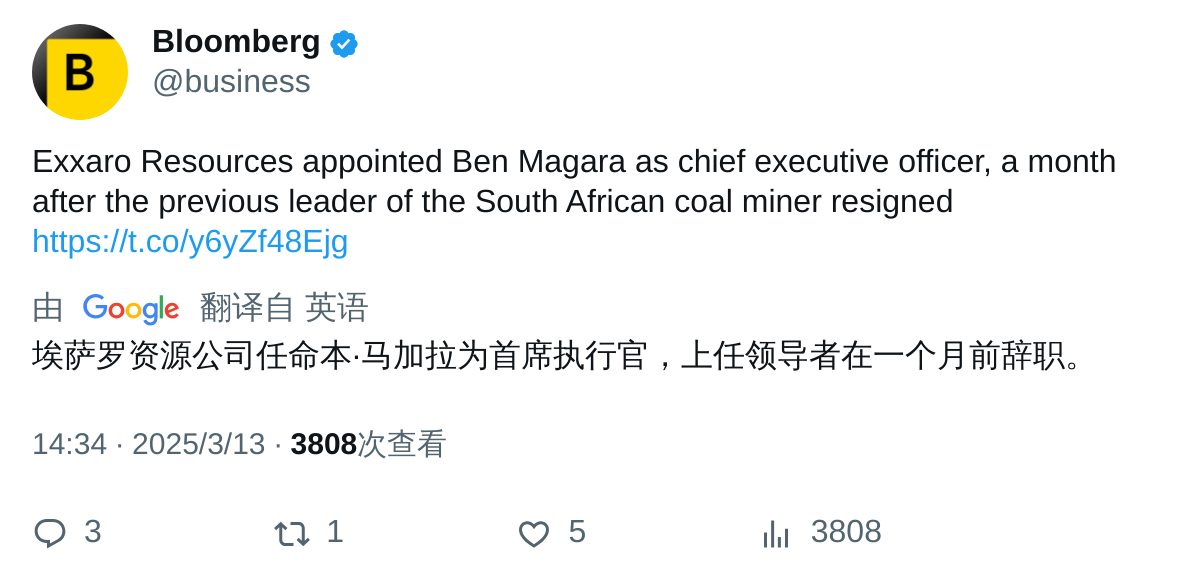 B
Bloomberg
@business
Exxaro Resources appointed Ben Magara as chief executive officer, a month
after the previous leader of the South African coal miner resigned
https://t.co/y6yZf48Ejg
由 Google 翻译自 英语
埃萨罗资源公司任命本·马加拉为首席执行官，上任领导者在一个月前辞职。
14:34 · 2025/3/13 · 3808次查看
3 1 5 3808